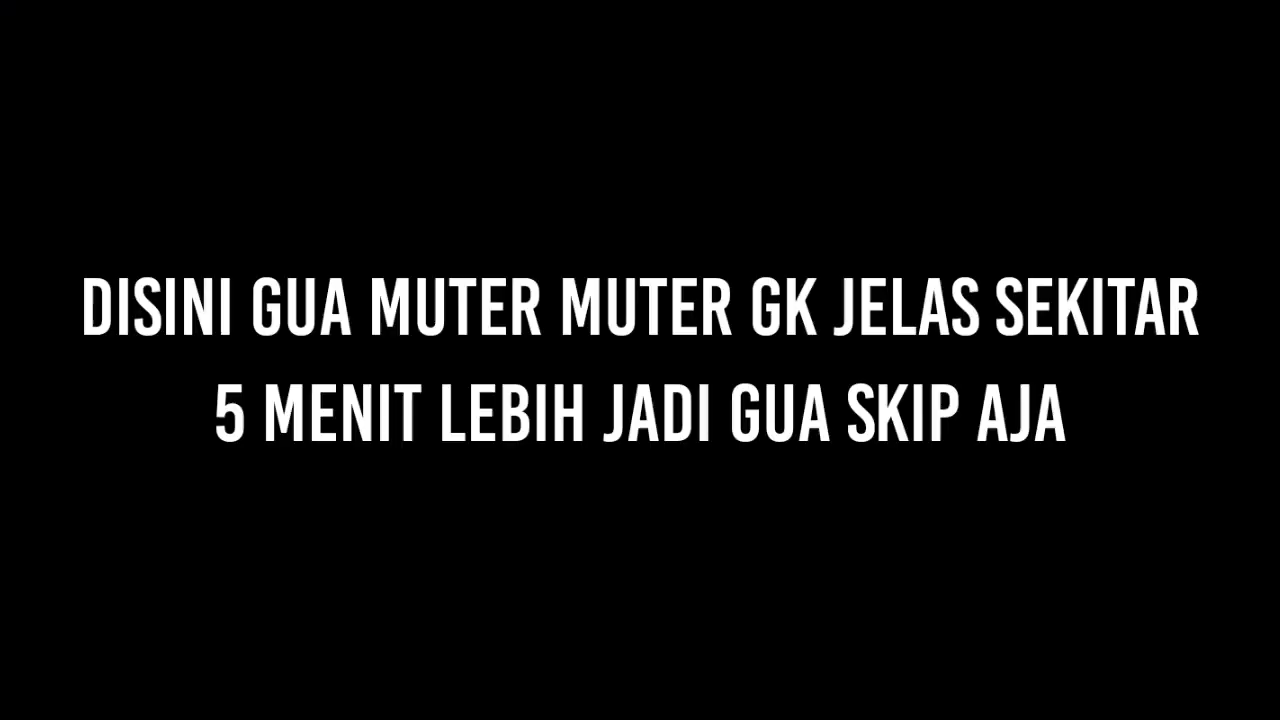 DISINI GUA MUTER MUTER GK JELAS SEKITAR
5 MENIT LEBIH JADI GUA SKIP AJA